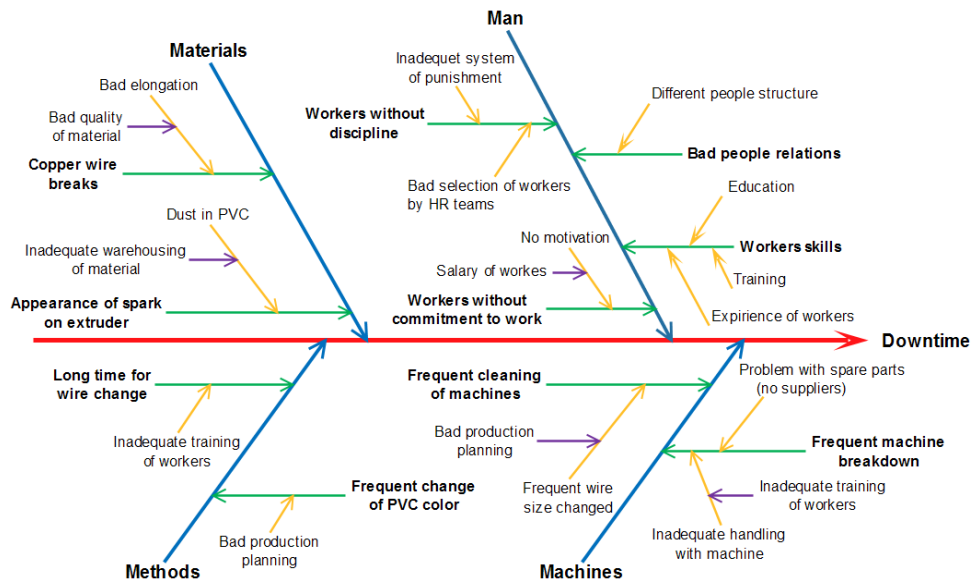 Man
Materials
Inadequet system
of punishment
Bad elongation
Different people structure
Workers without
discipline
Bad quality
of material
Bad people relations
Copper wire
breaks
Bad selection of workers
by HR teams
Education
Dust in PVC
No motivation
Workers skills
Inadequate warehousing
of material
Salary of workes
Training
Appearance of spark
on extruder
Workers without
commitment to work
Expirience of workers
Downtime
Long time for
wire change
Frequent cleaning
of machines
Problem with spare parts
(no suppliers)
Inadequate training
of workers
Bad production
planning
Frequent machine
breakdown
Frequent change
of PVC color
Frequent wire
size changed
Inadequate training
of workers
Bad production
planning
Inadequate handling
with machine
Methods
Machines